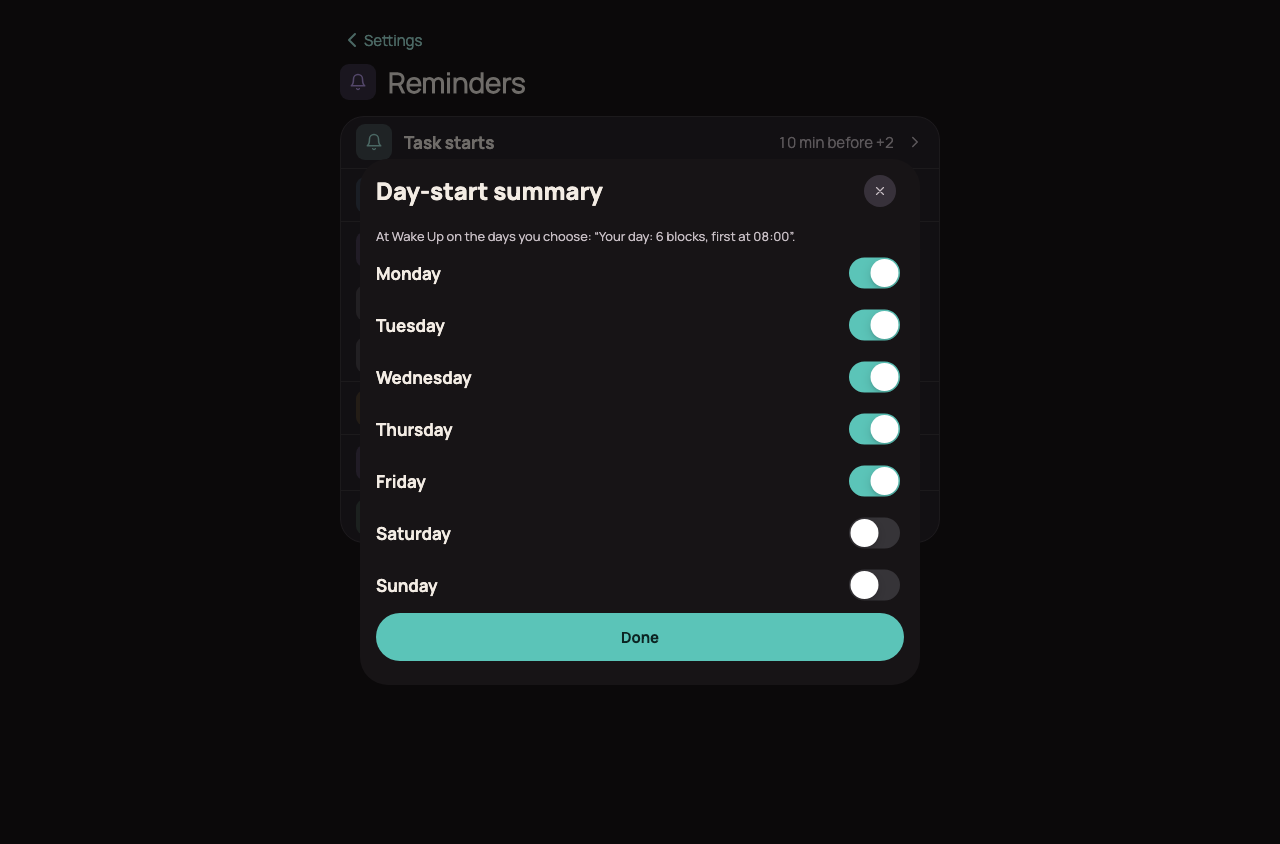 Settings
Reminders
Task starts
10 min before +2
Day-start summary
At Wake Up on the days you choose: “Your day: 6 blocks, first at 08:00”.
Monday
Tuesday
Wednesday
Thursday
Friday
Saturday
Sunday
Done